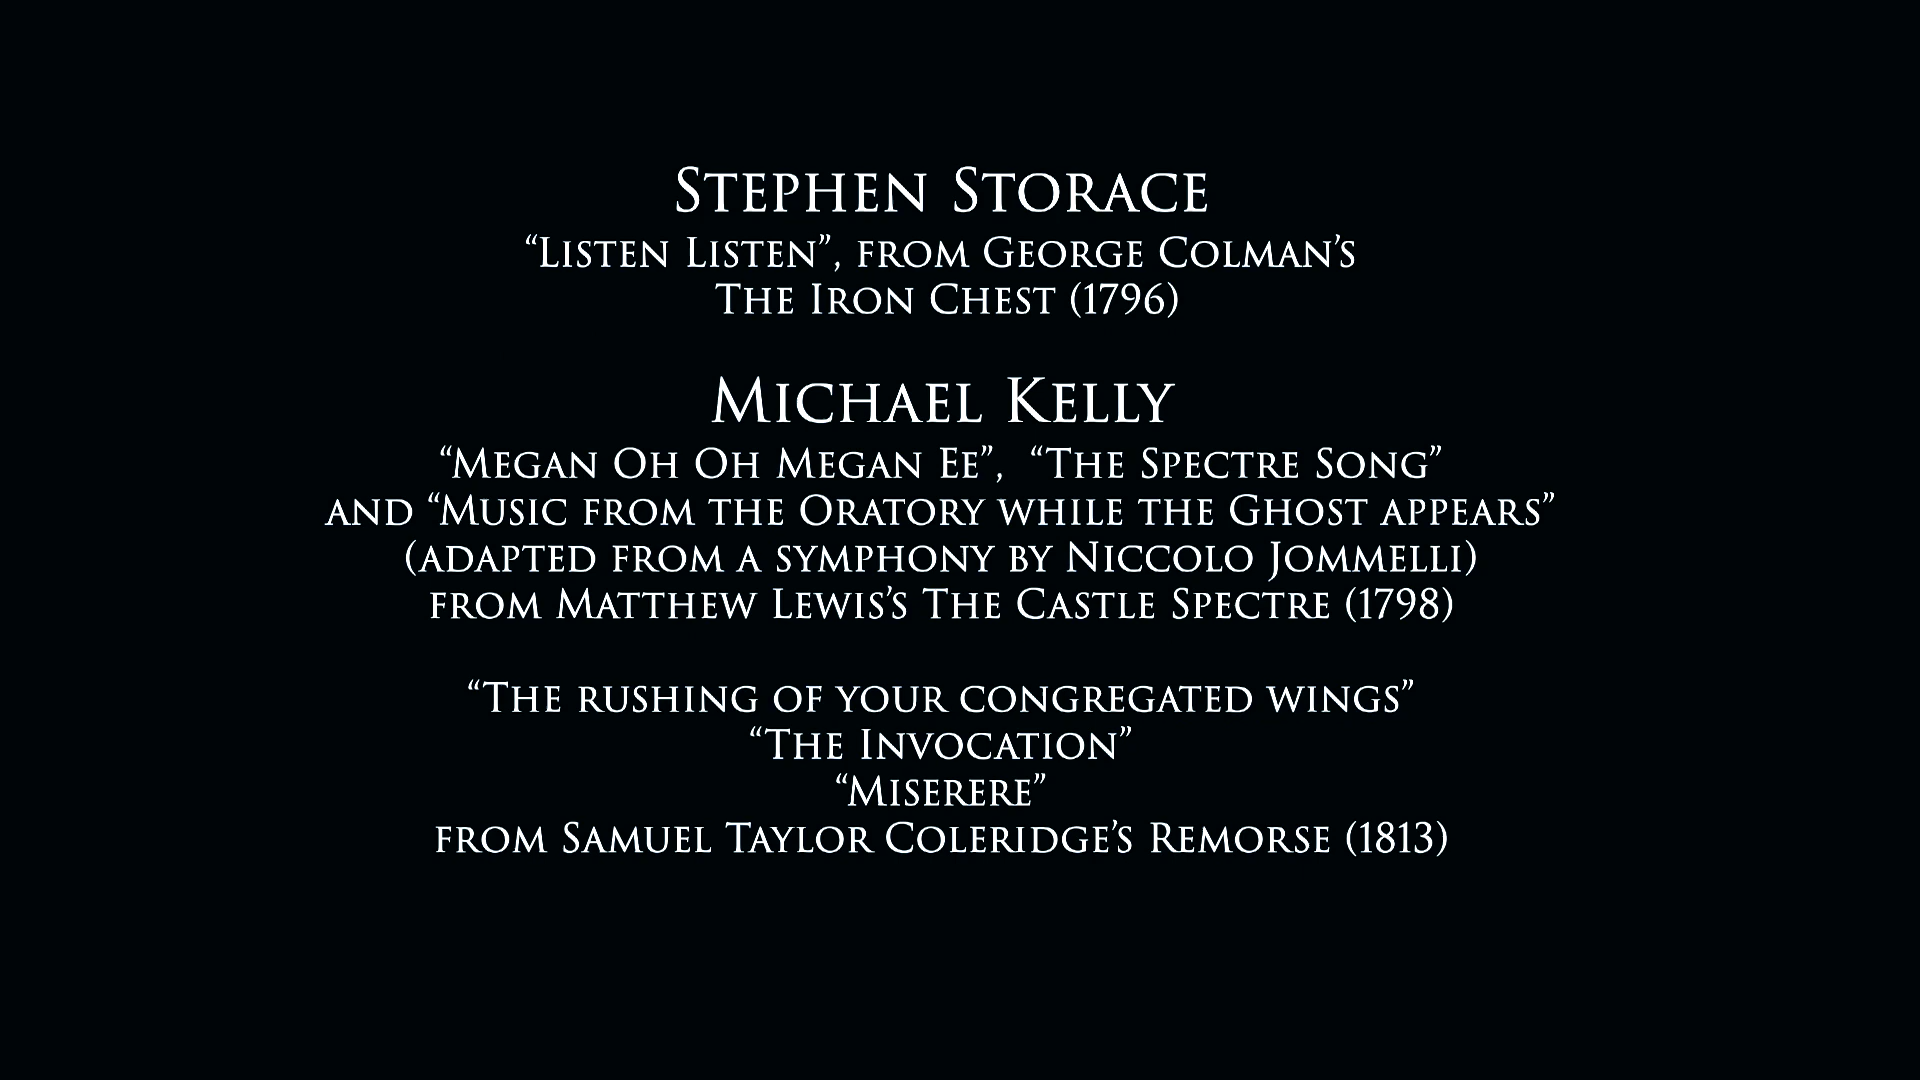 Stephen Storace
“Listen Listen”, from George Colman’s
The Iron Chest (1796)
Michael Kelly
“Megan Oh Oh Megan Ee”, “The Spectre Song”
and “Music from the Oratory while the Ghost appears”
(adapted from a symphony by Niccolo Jommelli)
from Matthew Lewis’s The Castle Spectre (1798)
“The rushing of your congregated wings”
“The Invocation”
“Miserere”
from Samuel Taylor Coleridge’s Remorse (1813)